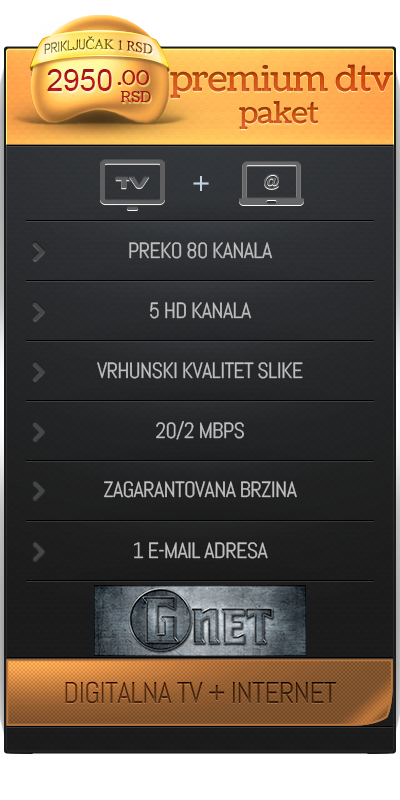 PRIKLJUČAK 1 RSD
2950.00
RSD
premium dtv
paket
TV + @
PREKO 80 KANALA
5 HD KANALA
VRHUNSKI KVALITET SLIKE
20/2 MBPS
ZAGARANTOVANA BRZINA
1 E-MAIL ADRESA
GNET
DIGITALNA TV + INTERNET